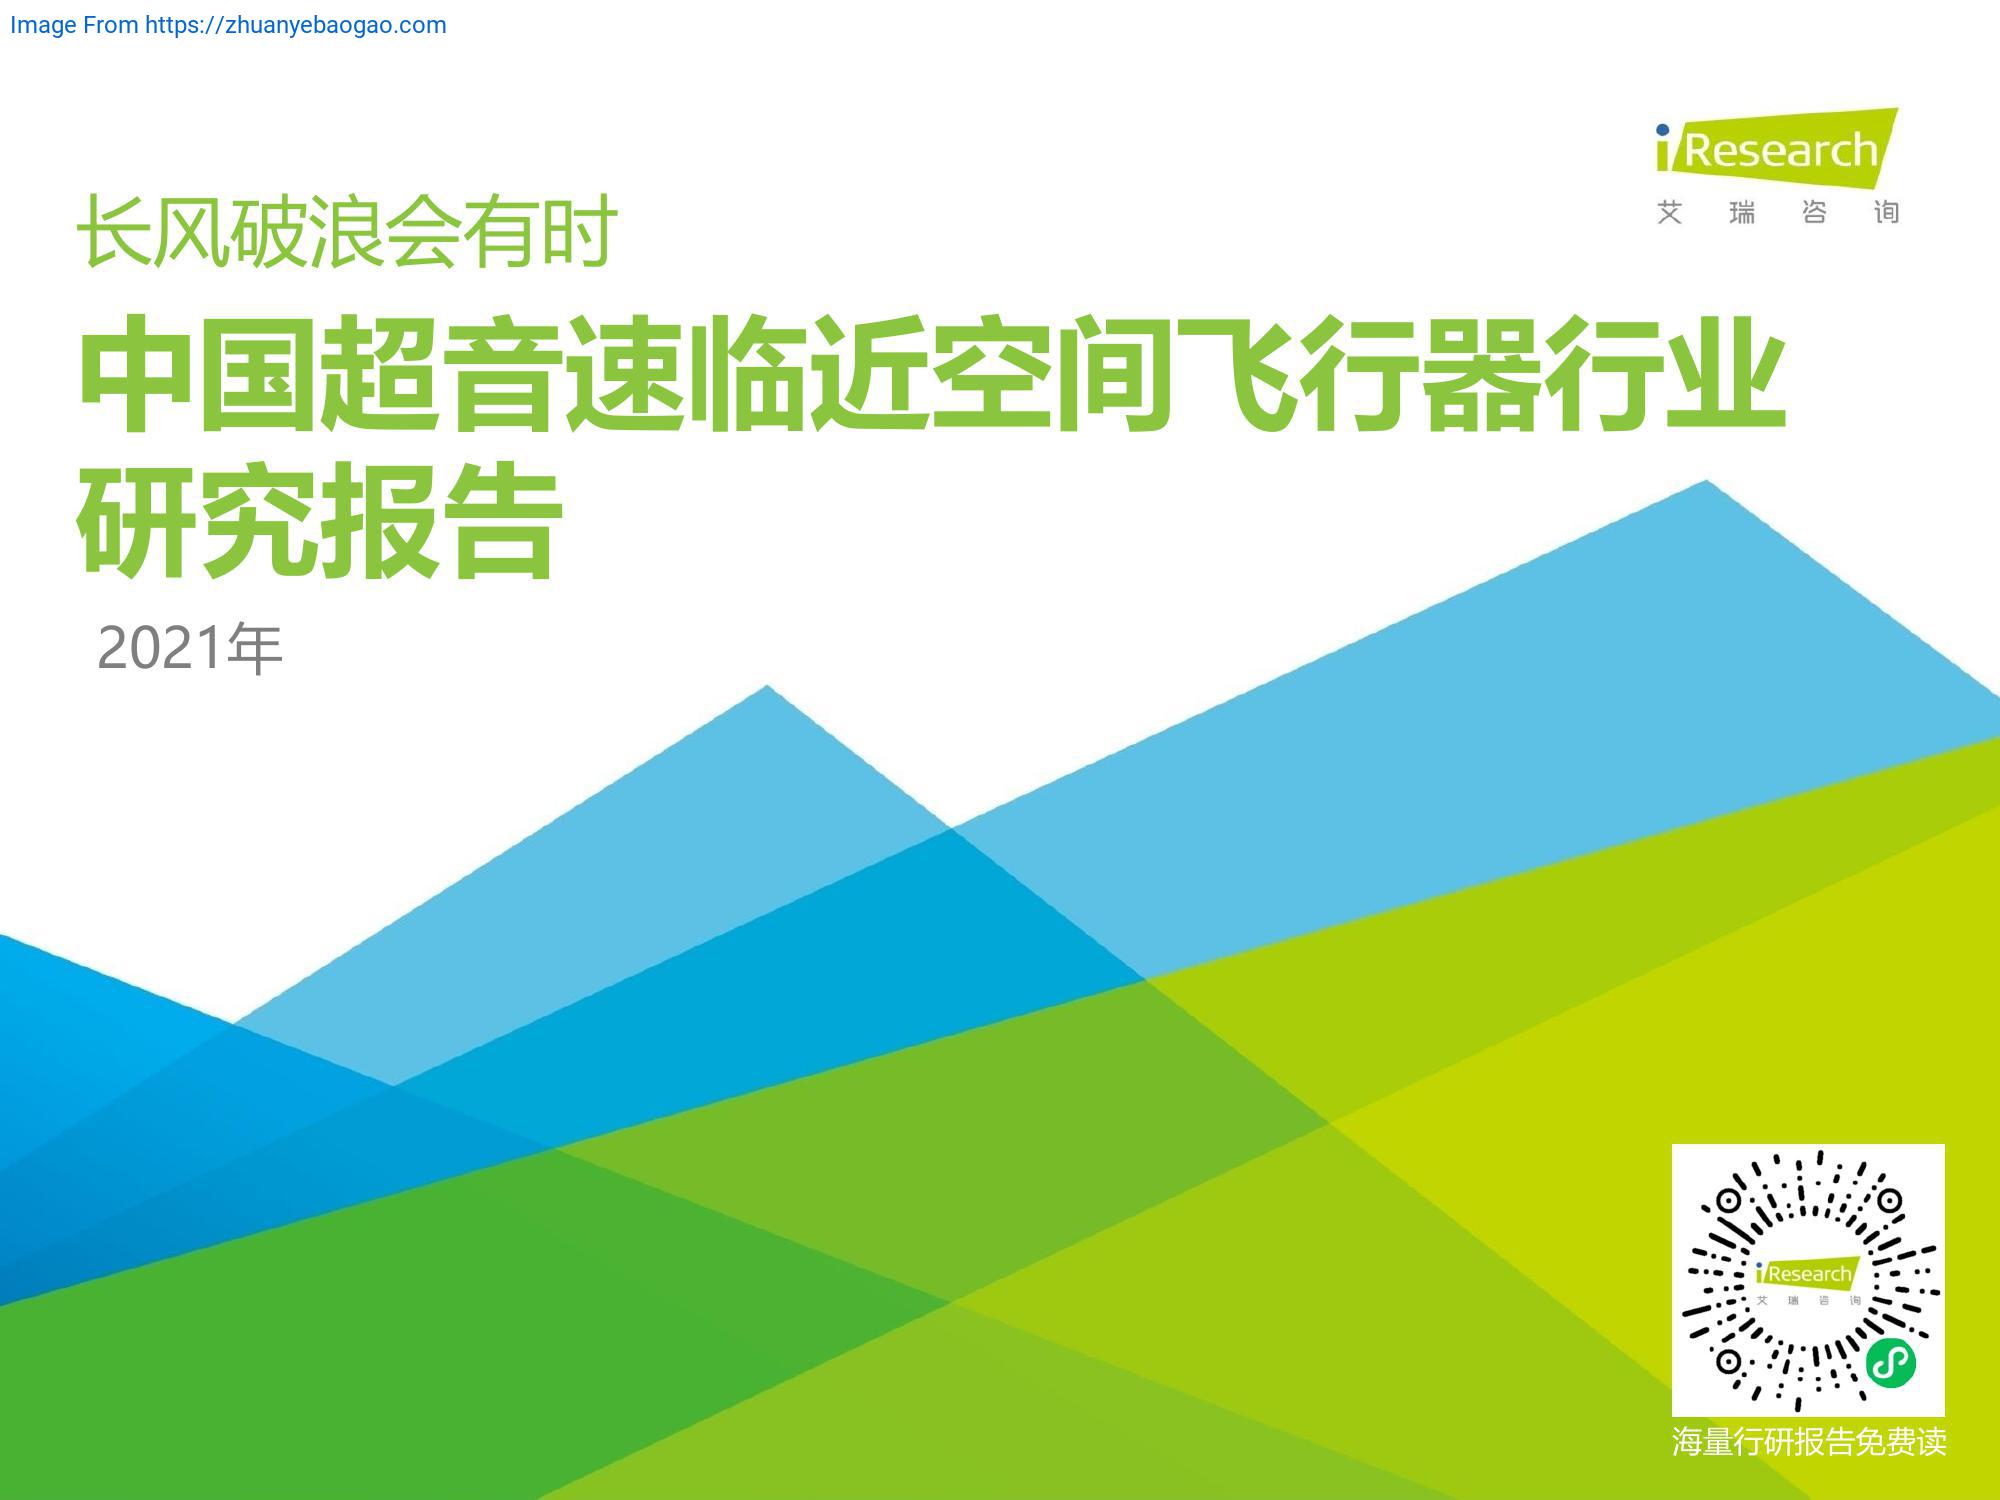 Image From https://zhuanyebaogao.com
iResearch
艾瑞咨询
长风破浪会有时
中国超音速临近空间飞行器行业
研究报告
2021年
iResearch
艾瑞咨询
海量行研报告免费读